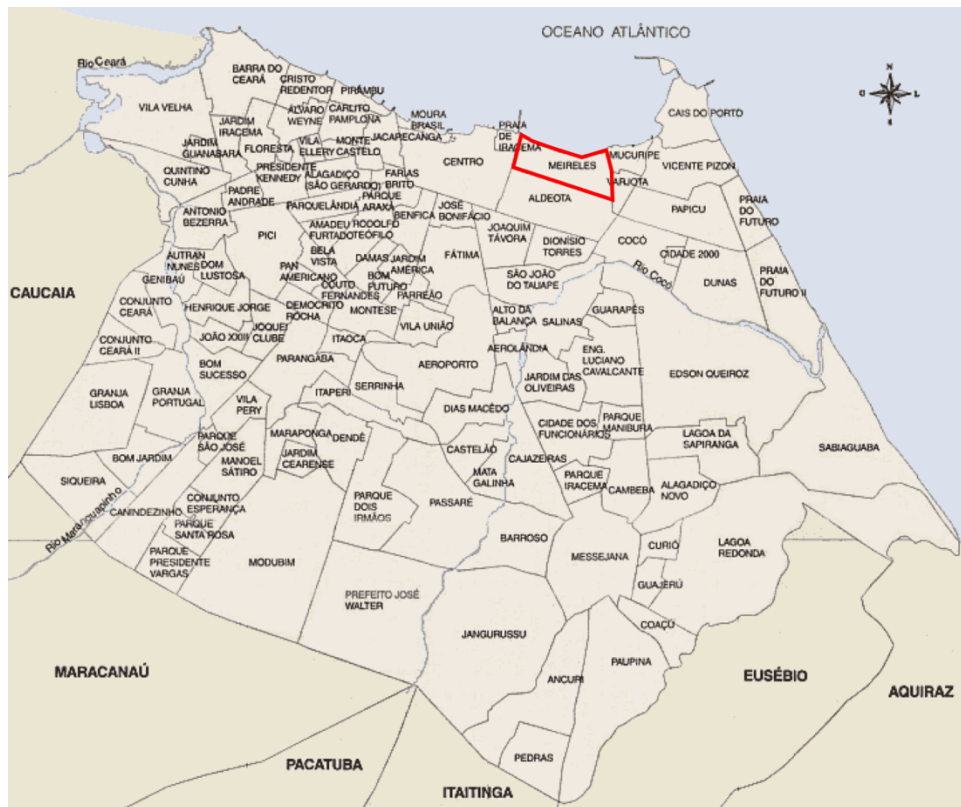 OCEANO ATLÂNTICO
N
O
L
S
Rio Ceará
BARRA DO
CEARÁ
CRISTO
REDENTOR
PIRÂMBU
VILA VELHA
ÁLVARO
WEYNE
CARLITO
PAMPLONA
MOURA
BRASIL
JACARECANGA
PRAIA
DE
IRACEMA
CAIS DO PORTO
JARDIM
IRACEMA
JARDIM
GUANABARA
FLORESTA
VILA
ELLERY
MONTE
CASTELO
CENTRO
MEIRELES
MUCURIPE
VICENTE PIZON
VARJOTA
QUINTINO
CUNHA
PRESIDENTE
KENNEDY
ALAGADIÇO
(SÃO GERARDO)
FARIAS
BRITO
PADRE
ANDRADE
PARQUELÂNDIA
PARQUE
ARAXÁ
ALDEOTA
PAPICU
PRAIA
DO
FUTURO
ANTONIO
BEZERRA
PICI
AMADEU
FURTADO
RODOLFO
TEÓFILO
BENFICA
JOSÉ
BONIFÁCIO
JOAQUIM
TÁVORA
DIONÍSIO
TORRES
COCÓ
CIDADE 2000
AUTRAN
NUNES
DOM
LUSTOSA
BELA
VISTA
DAMAS
JARDIM
AMÉRICA
FÁTIMA
SÃO JOÃO
DO TAUAPE
Rio Cocó
DUNAS
PRAIA
DO
FUTURO II
GENIBAÚ
PAN
AMERICANO
COUTO
FERNANDES
BOM
FUTURO
PARREÃO
CAUCAIA
CONJUNTO
CEARÁ
HENRIQUE JORGE
DEMOCRITO
ROCHA
MONTESE
VILA UNIÃO
ALTO DA
BALANÇA
SALINAS
GUARAPÉS
CONJUNTO
CEARÁ II
JOÃO XXIII
JOQUEI
CLUBE
ITAOCA
PARANGABA
AEROPORTO
AEROLÂNDIA
ENG.
LUCIANO
CAVALCANTE
EDSON QUEIROZ
BOM
SUCESSO
GRANJA
LISBOA
GRANJA
PORTUGAL
VILA
PERY
ITAPERI
SERRINHA
JARDIM DAS
OLIVEIRAS
DIAS MACÊDO
CIDADE DOS
FUNCIONÁRIOS
PARQUE
MANIBURA
LAGOA DA
SAPIRANGA
SABIAGUABA
PARQUE
SÃO JOSÉ
MARAPONGA
DENDÊ
JARDIM
CEARENSE
CASTELÃO
CAJAZEIRAS
BOM JARDIM
MANOEL
SÁTIRO
MATA
GALINHA
PARQUE
IRACEMA
CAMBEBA
ALAGADIÇO
NOVO
SIQUEIRA
Rio Maranguapinho
CANINDEZINHO
CONJUNTO
ESPERANÇA
PARQUE
SANTA ROSA
PARQUE
DOIS
IRMÃOS
PASSARÉ
BARROSO
MESSEJANA
CURIÓ
LAGOA
REDONDA
PARQUE
PRESIDENTE
VARGAS
MODUBIM
GUAJERÚ
PREFEITO JOSÉ
WALTER
JANGURUSSU
COAÇÚ
PAUPINA
ANCURI
MARACANAÚ
EUSÉBIO
AQUIRAZ
PEDRAS
PACATUBA
ITAITINGA